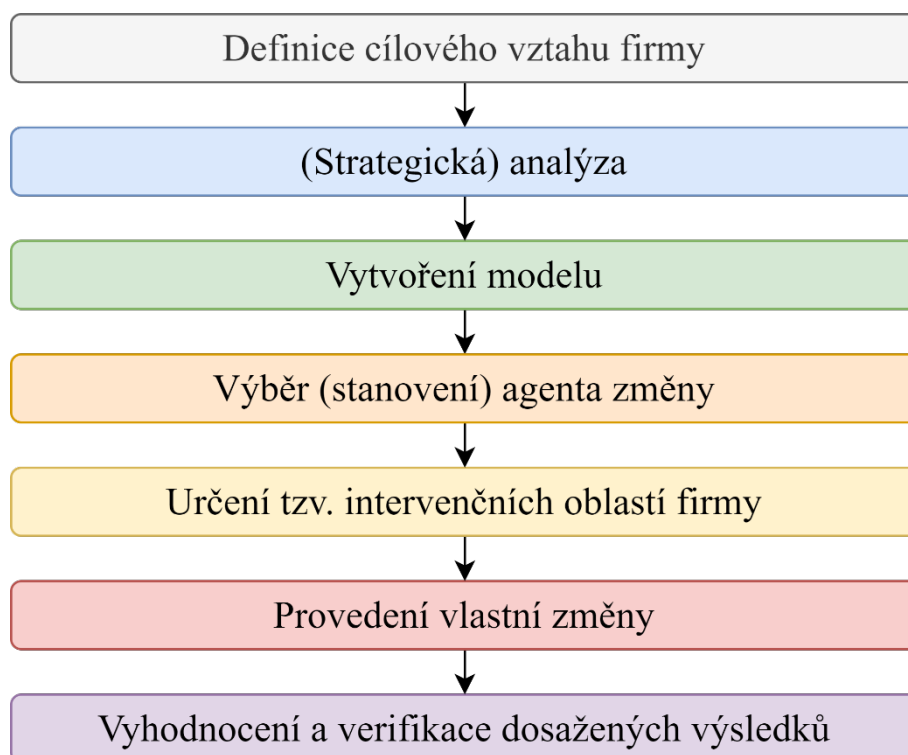 Definice cílového vztahu firmy
(Strategická) analýza
Vytvoření modelu
Výběr (stanovení) agenta změny
Určení tzv. intervenčních oblastí firmy
Provedení vlastní změny
Vyhodnocení a verifikace dosažených výsledků